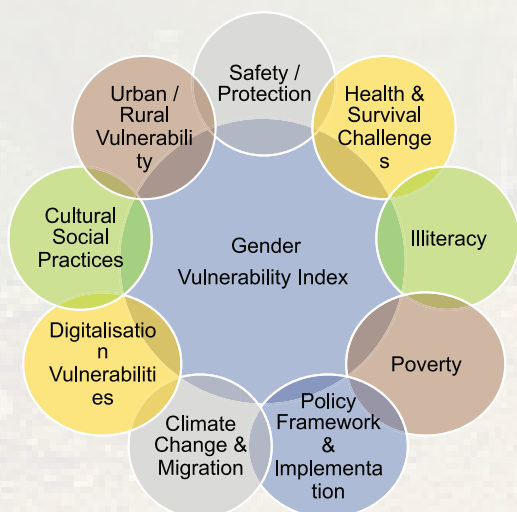 Safety /
Protection
Health &
Survival
Challenge
s
Illiteracy
Poverty
Policy
Framework
&
Implementa
tion
Climate
Change &
Migration
Digitalisatio
n
Vulnerabiliti
es
Cultural
Social
Practices
Urban /
Rural
Vulnerabili
ty
Gender
Vulnerability Index